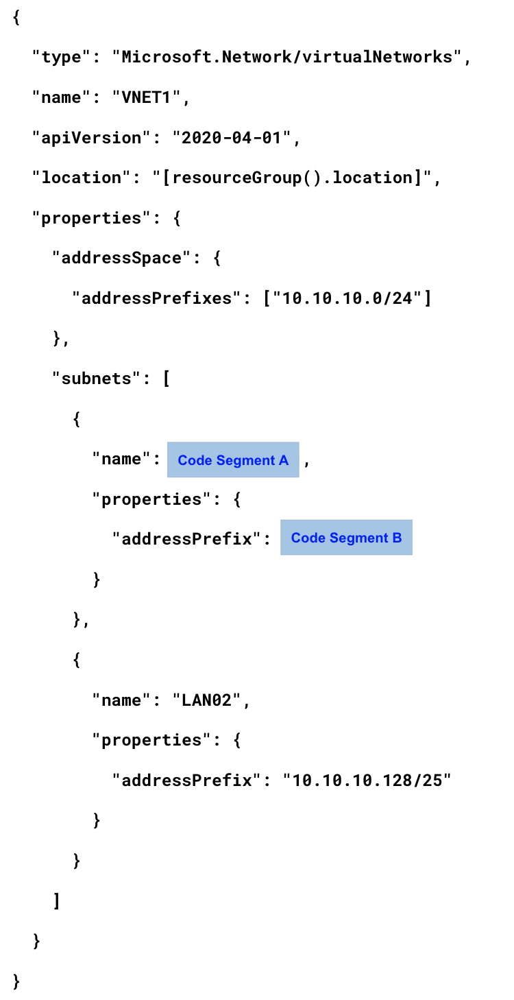 {
"type": "Microsoft.Network/virtualNetworks",
"name": "VNET1",
"apiVersion": "2020-04-01",
"location": "[resourceGroup().location]",
"properties": {
"addressSpace": {
"addressPrefixes": ["10.10.10.0/24"]
},
"subnets": [
{
"name": Code Segment A ,
"properties": {
"addressPrefix": Code Segment B
}
},
{
"name": "LAN02",
"properties": {
"addressPrefix": "10.10.10.128/25"
}
}
]
}
}